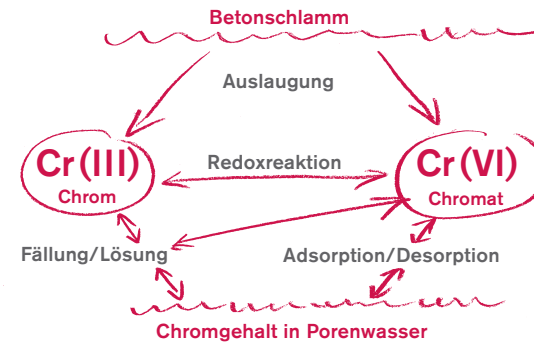 Betonschlamm
Auslaugung
Cr(III)
Chrom
Redoxreaktion
Cr(VI)
Chromat
Fällung/Lösung
Adsorption/Desorption
Chromgehalt in Porenwasser